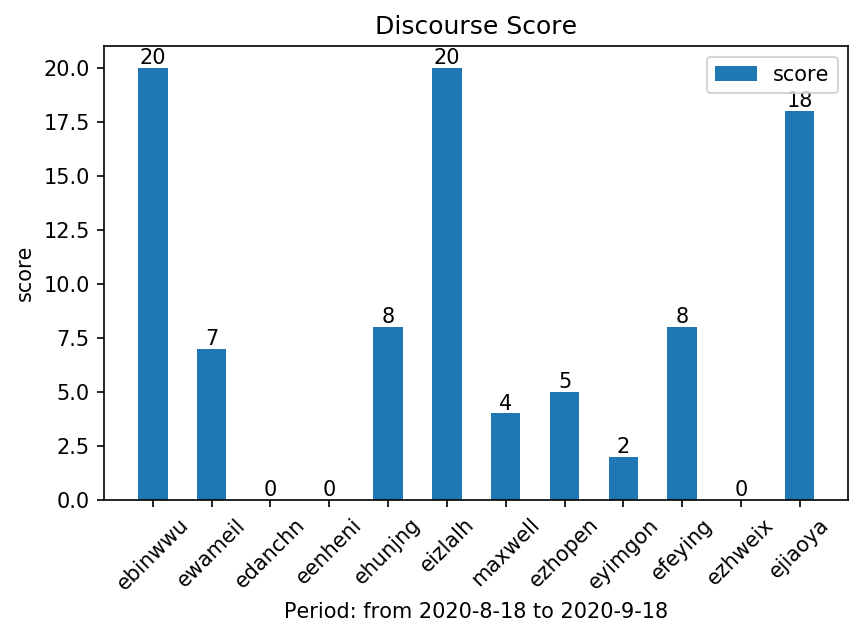 Discourse Score
score
20
7
0
0
8
20
4
5
2
8
0
18
20.0
17.5
15.0
12.5
10.0
7.5
5.0
2.5
0.0
score
ebinwwu
ewameil
edanchn
eenheni
ehunjng
eizlalh
maxwell
ezhopen
eyimgon
efeying
ezhweix
ejiaoya
Period: from 2020-8-18 to 2020-9-18